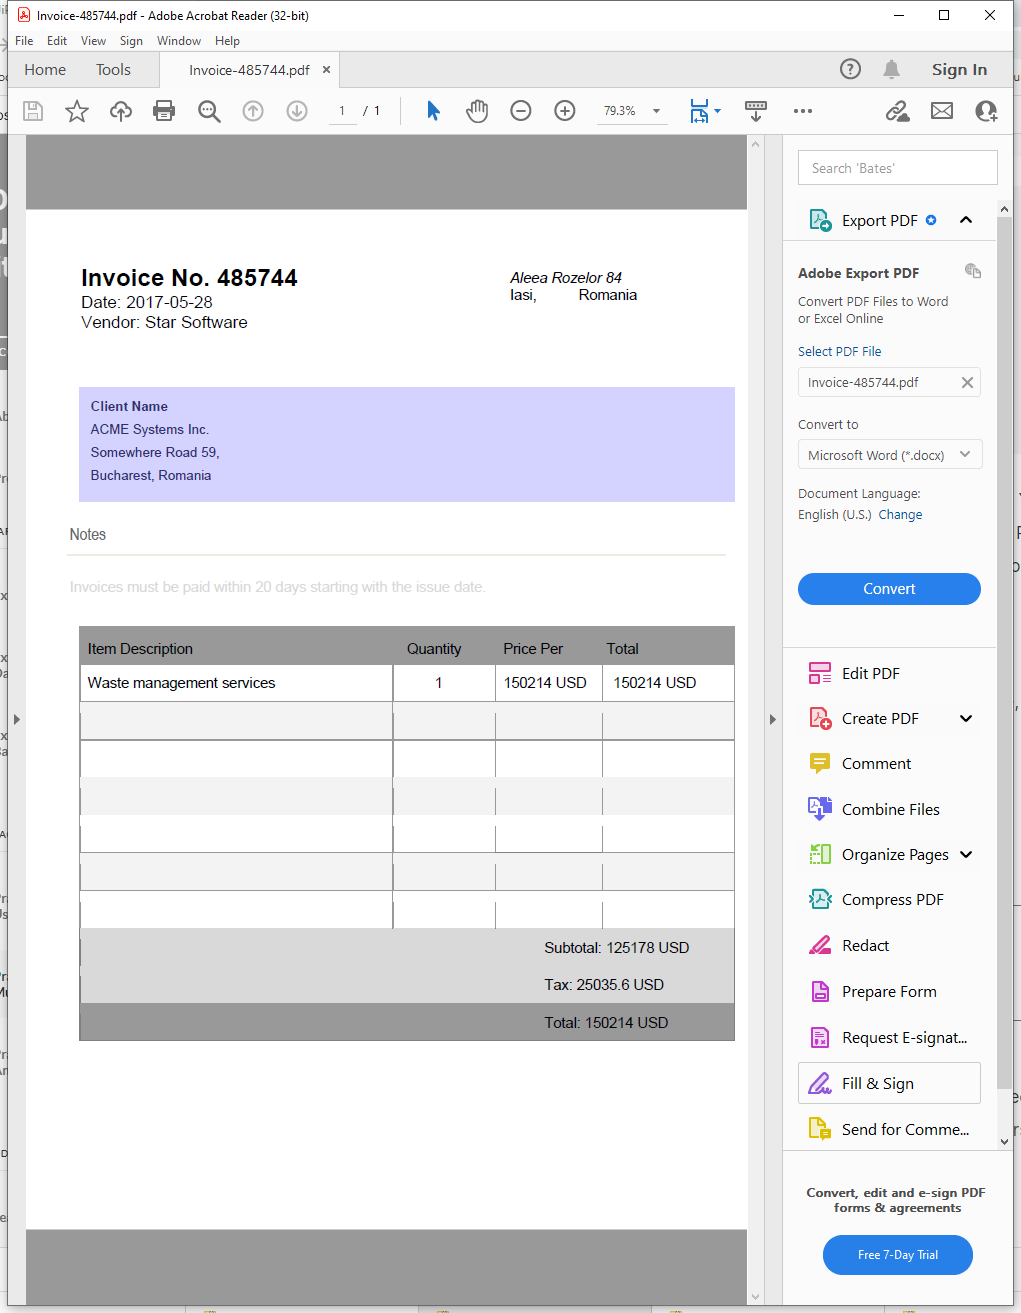 Invoice-485744.pdf - Adobe Acrobat Reader (32-bit)
File Edit View Sign Window Help
Home Tools Invoice-485744.pdf × Sign In
1 / 1 79.3%
Invoice No. 485744
Date: 2017-05-28
Vendor: Star Software
Aleea Rozelor 84
Iasi, Romania
Client Name
ACME Systems Inc.
Somewhere Road 59,
Bucharest, Romania
Notes
Invoices must be paid within 20 days starting with the issue date.
Item Description Quantity Price Per Total
Waste management services 1 150214 USD 150214 USD
Subtotal: 125178 USD
Tax: 25035.6 USD
Total: 150214 USD
Search 'Bates'
Export PDF
Adobe Export PDF
Convert PDF Files to Word
or Excel Online
Select PDF File
Invoice-485744.pdf
Convert to
Microsoft Word (*.docx)
Document Language:
English (U.S.) Change
Convert
Edit PDF
Create PDF
Comment
Combine Files
Organize Pages
Compress PDF
Redact
Prepare Form
Request E-signat...
Fill & Sign
Send for Comme...
Convert, edit and e-sign PDF
forms & agreements
Free 7-Day Trial